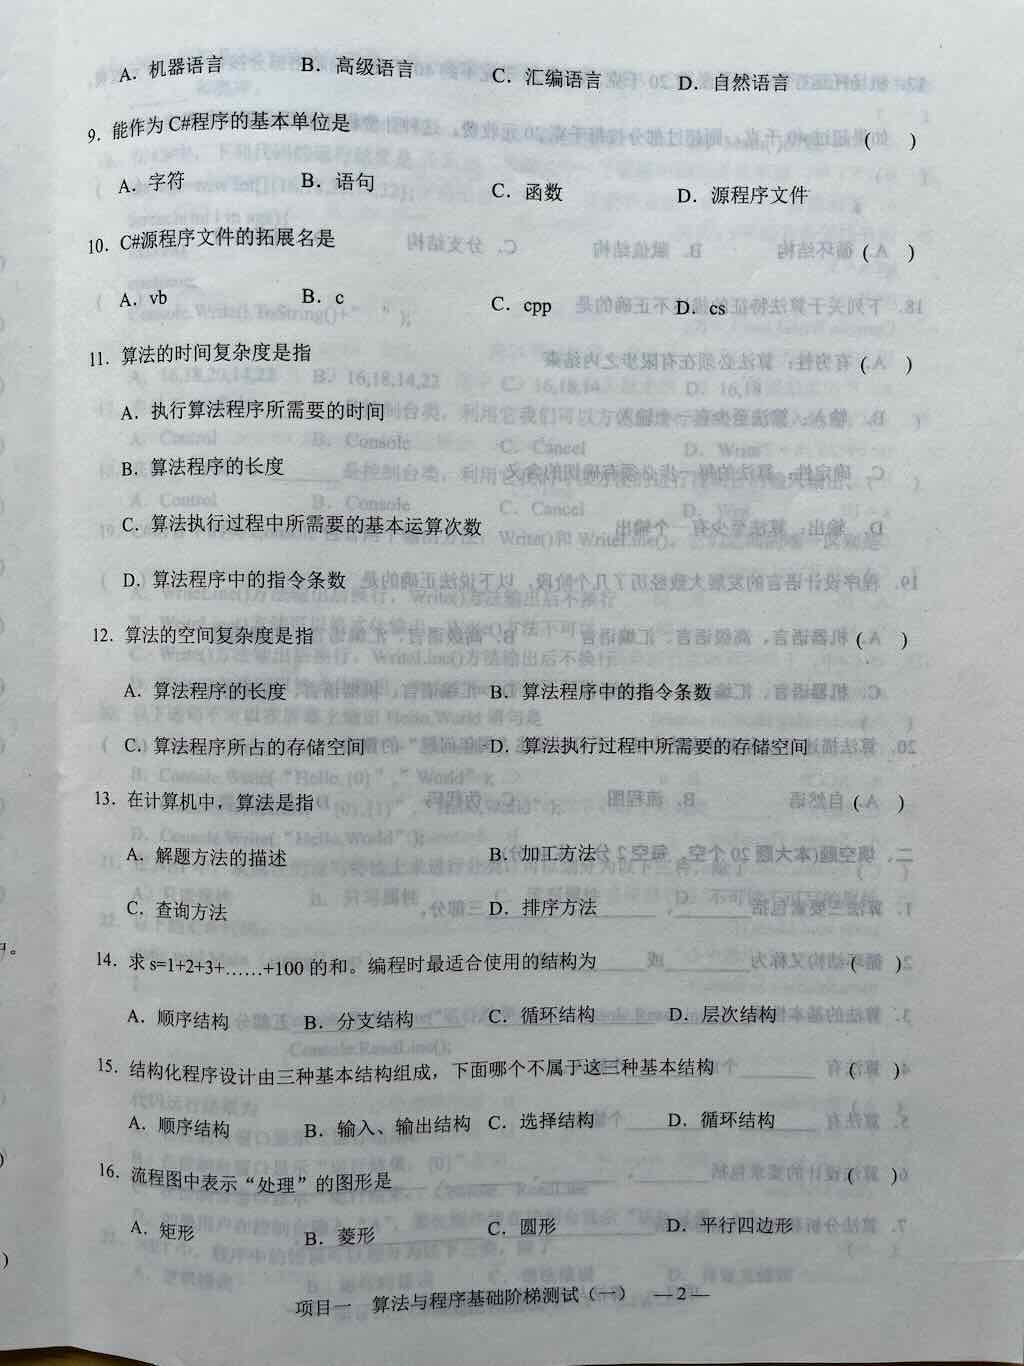 A. 机器语言 B. 高级语言 C. 汇编语言 D. 自然语言
9. 能作为 C#程序的基本单位是 ( )
A. 字符 B. 语句 C. 函数 D. 源程序文件
10. C#源程序文件的拓展名是 ( )
A. vb B. c C. cpp D. cs
11. 算法的时间复杂度是指 ( )
A. 执行算法程序所需要的时间
B. 算法程序的长度
C. 算法执行过程中所需要的基本运算次数
D. 算法程序中的指令条数
12. 算法的空间复杂度是指 ( )
A. 算法程序的长度 B. 算法程序中的指令条数
C. 算法程序所占的存储空间 D. 算法执行过程中所需要的存储空间
13. 在计算机中，算法是指 ( )
A. 解题方法的描述 B. 加工方法
C. 查询方法 D. 排序方法
14. 求 s=1+2+3+……+100 的和。编程时最适合使用的结构为 ( )
A. 顺序结构 B. 分支结构 C. 循环结构 D. 层次结构
15. 结构化程序设计由三种基本结构组成，下面哪个不属于这三种基本结构 ( )
A. 顺序结构 B. 输入、输出结构 C. 选择结构 D. 循环结构
16. 流程图中表示“处理”的图形是 ( )
A. 矩形 B. 菱形 C. 圆形 D. 平行四边形
项目一 算法与程序基础阶梯测试（一） —2—